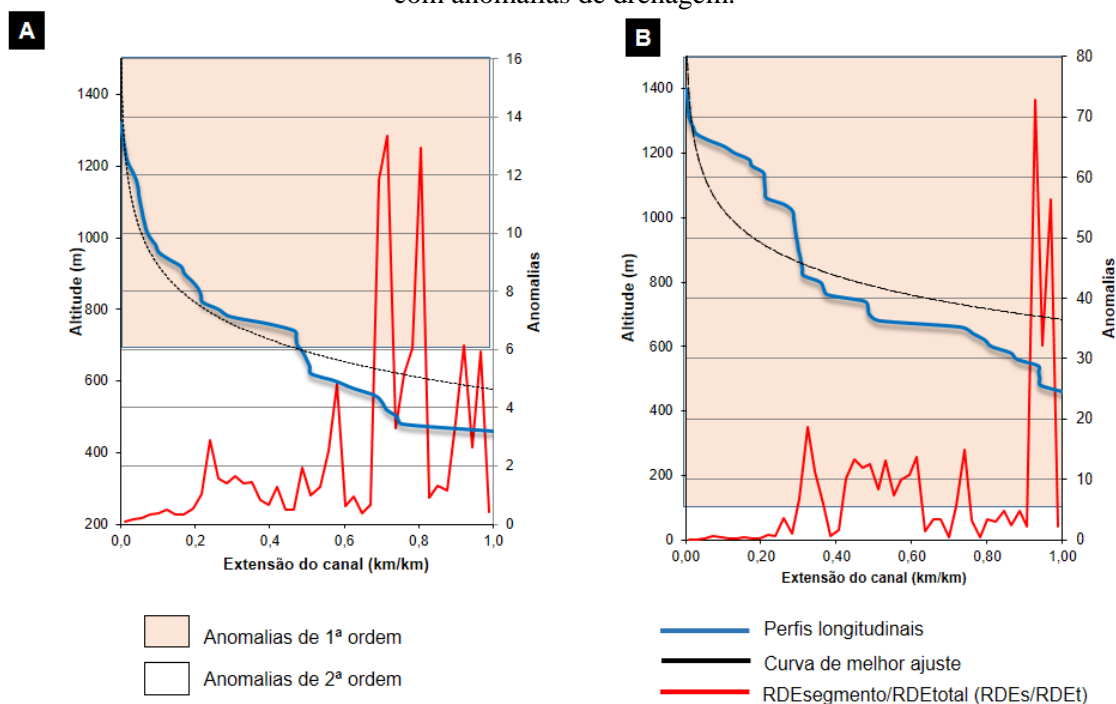 com anomalias de drenagem.
A
1400
1200
1000
800
600
400
200
Altitude (m)
16
14
12
10
8
6
4
2
0
Anomalias
0,0 0,2 0,4 0,6 0,8 1,0
Extensão do canal (km/km)
B
1400
1200
1000
800
600
400
200
0
Altitude (m)
80
70
60
50
40
30
20
10
0
Anomalias
0,00 0,20 0,40 0,60 0,80 1,00
Extensão do canal (km/km)
Anomalias de 1ª ordem
Anomalias de 2ª ordem
Perfis longitudinais
Curva de melhor ajuste
RDEsegmento/RDEtotal (RDEs/RDEt)